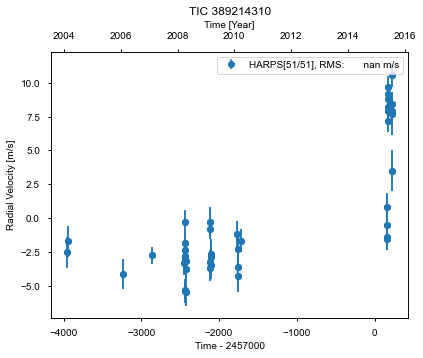 TIC 389214310
Time [Year]
2004 2006 2008 2010 2012 2014 2016
HARPS[51/51], RMS: nan m/s
10.0
7.5
5.0
2.5
0.0
−2.5
−5.0
Radial Velocity [m/s]
−4000 −3000 −2000 −1000 0
Time - 2457000